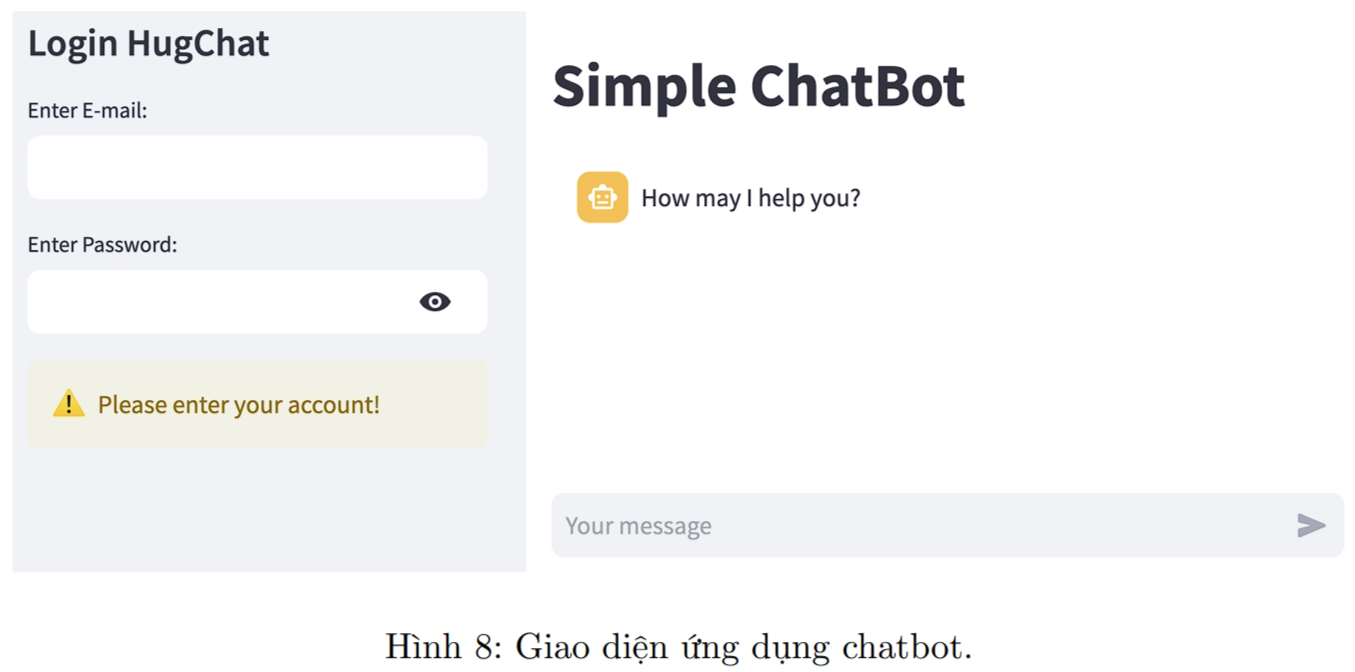 Login HugChat
Enter E-mail:
Enter Password:
Please enter your account!
Simple ChatBot
How may I help you?
Your message
Hình 8: Giao diện ứng dụng chatbot.